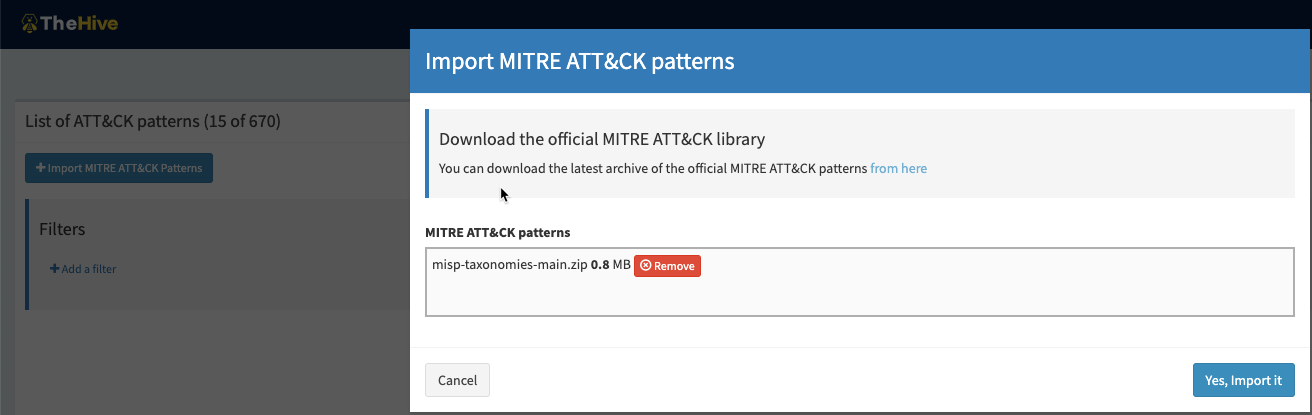 TheHive
Import MITRE ATT&CK patterns
List of ATT&CK patterns (15 of 670)
Import MITRE ATT&CK Patterns
Filters
Add a filter
Download the official MITRE ATT&CK library
You can download the latest archive of the official MITRE ATT&CK patterns from here
MITRE ATT&CK patterns
misp-taxonomies-main.zip 0.8 MB Remove
Cancel
Yes, Import it